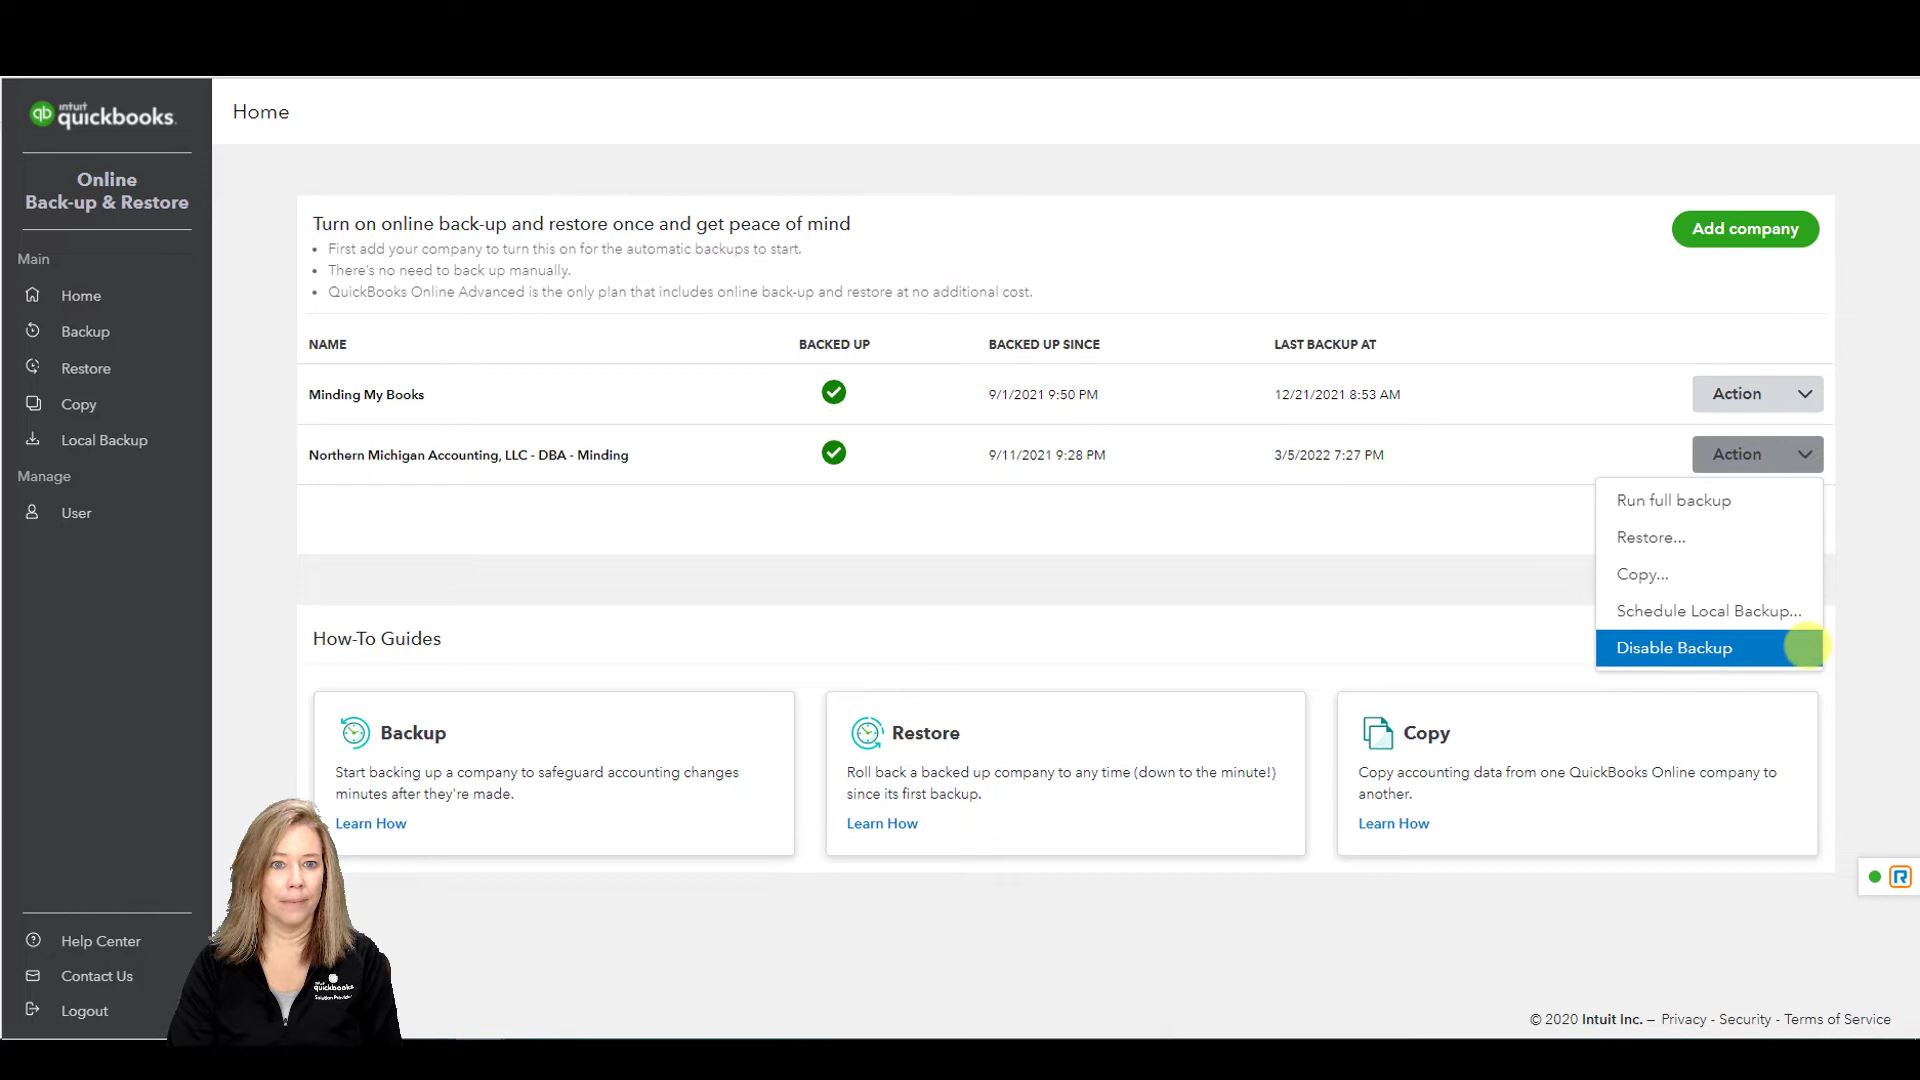 intuit
qb quickbooks.
Home
Online
Back-up & Restore
Main
Home
Backup
Restore
Copy
Local Backup
Manage
User
Turn on online back-up and restore once and get peace of mind
Add company
• First add your company to turn this on for the automatic backups to start.
• There's no need to back up manually.
• QuickBooks Online Advanced is the only plan that includes online back-up and restore at no additional cost.
NAME BACKED UP BACKED UP SINCE LAST BACKUP AT
Minding My Books 9/1/2021 9:50 PM 12/21/2021 8:53 AM Action
Northern Michigan Accounting, LLC - DBA - Minding 9/11/2021 9:28 PM 3/5/2022 7:27 PM Action
Run full backup
Restore...
Copy...
Schedule Local Backup...
Disable Backup
How-To Guides
Backup
Start backing up a company to safeguard accounting changes
minutes after they're made.
Learn How
Restore
Roll back a backed up company to any time (down to the minute!)
since its first backup.
Learn How
Copy
Copy accounting data from one QuickBooks Online company to
another.
Learn How
R
Help Center
Contact Us
Logout
intuit
quickbooks
Solution Provider
© 2020 Intuit Inc. – Privacy - Security - Terms of Service